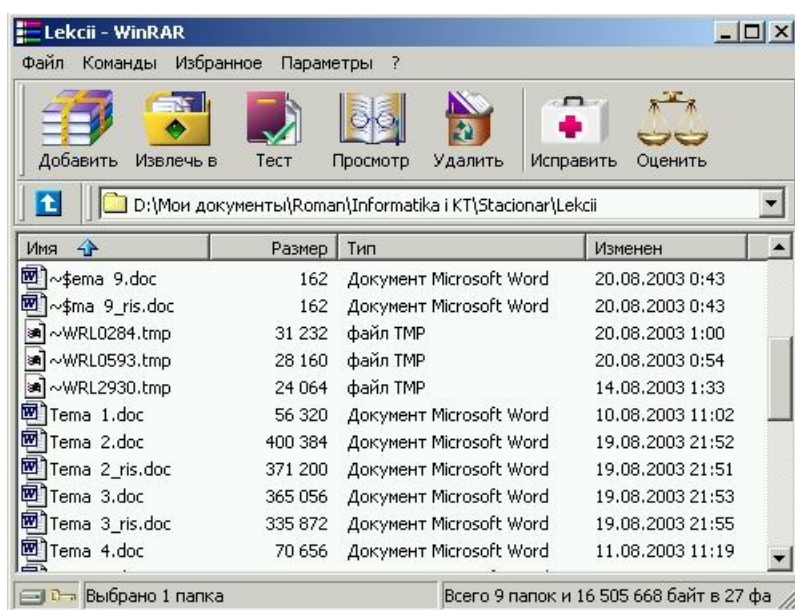 Lekcii - WinRAR
Файл Команды Избранное Параметры ?
Добавить Извлечь в Тест Просмотр Удалить Исправить Оценить
D:\Мои документы\Roman\Informatika i KT\Stacionar\Lekcii
Имя Размер Тип Изменен
~$ema 9.doc 162 Документ Microsoft Word 20.08.2003 0:43
~$ma 9_ris.doc 162 Документ Microsoft Word 20.08.2003 0:43
~WRL0284.tmp 31 232 файл TMP 20.08.2003 1:00
~WRL0593.tmp 28 160 файл TMP 20.08.2003 0:54
~WRL2930.tmp 24 064 файл TMP 14.08.2003 1:33
Tema 1.doc 56 320 Документ Microsoft Word 10.08.2003 11:02
Tema 2.doc 400 384 Документ Microsoft Word 19.08.2003 21:52
Tema 2_ris.doc 371 200 Документ Microsoft Word 19.08.2003 21:51
Tema 3.doc 365 056 Документ Microsoft Word 19.08.2003 21:53
Tema 3_ris.doc 335 872 Документ Microsoft Word 19.08.2003 21:55
Tema 4.doc 70 656 Документ Microsoft Word 11.08.2003 11:19
Выбрано 1 папка Всего 9 папок и 16 505 668 байт в 27 фа